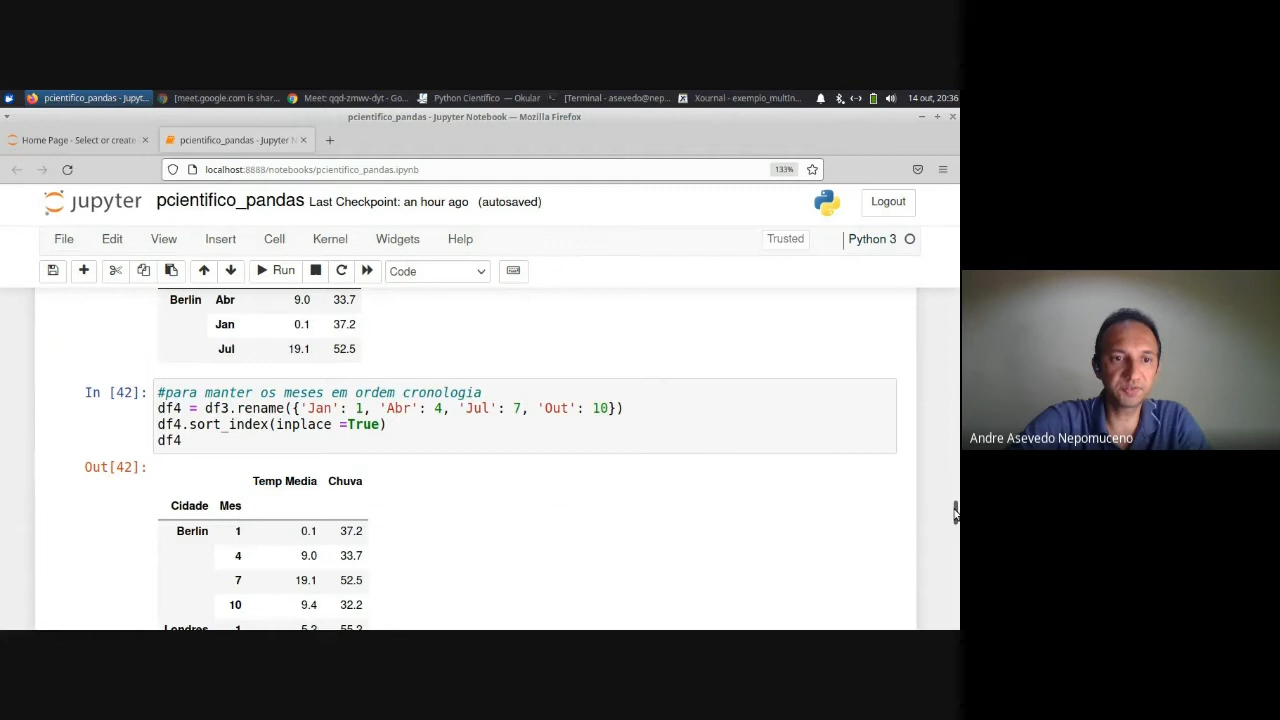 pcientifico_pandas - Jupyt...
[meet.google.com is shar...
Meet: qqd-zmwv-dyt - Go...
Python Científico — Okular
[Terminal - asevedo@nep...
Xournal - exemplo_multIn...
14 out, 20:36
pcientifico_pandas - Jupyter Notebook — Mozilla Firefox
Home Page - Select or create
pcientifico_pandas - Jupyter N
localhost:8888/notebooks/pcientifico_pandas.ipynb
133%
jupyter pcientifico_pandas Last Checkpoint: an hour ago (autosaved)
Logout
File Edit View Insert Cell Kernel Widgets Help
Trusted
Python 3
Run
Code
Berlin Abr 9.0 33.7
Jan 0.1 37.2
Jul 19.1 52.5
In [42]: #para manter os meses em ordem cronologia
df4 = df3.rename({'Jan': 1, 'Abr': 4, 'Jul': 7, 'Out': 10})
df4.sort_index(inplace =True)
df4
Out[42]:
Temp Media Chuva
Cidade Mes
Berlin 1 0.1 37.2
4 9.0 33.7
7 19.1 52.5
10 9.4 32.2
Londres 1 5.2 55.2
Andre Asevedo Nepomuceno